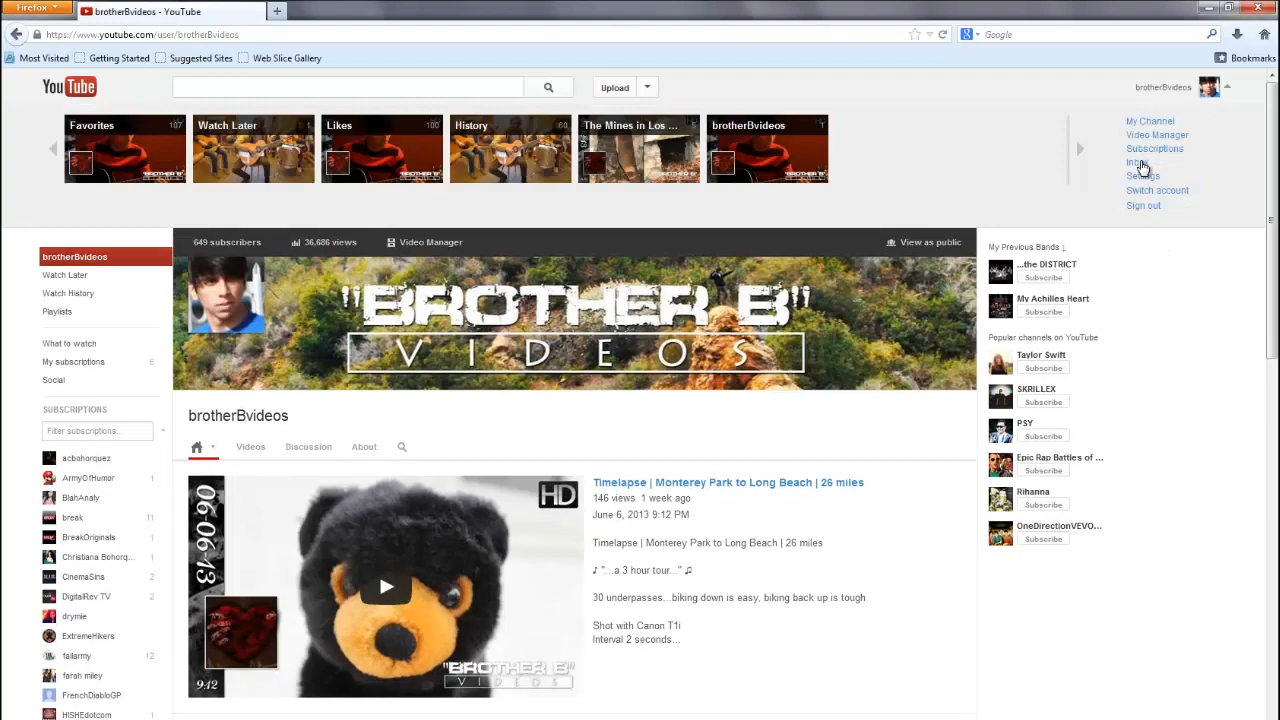 Firefox
brotherBvideos - YouTube
https://www.youtube.com/user/brotherBvideos
Google
Most Visited
Getting Started
Suggested Sites
Web Slice Gallery
Bookmarks
YouTube
Upload
brotherBvideos
Favorites 107
Watch Later 1
Likes 100
History 60
The Mines in Los ...
brotherBvideos 1
My Channel
Video Manager
Subscriptions
Settings
Switch account
Sign out
brotherBvideos
Watch Later
Watch History
Playlists
What to watch
My subscriptions 6
Social
SUBSCRIPTIONS
Filter subscriptions...
acbohorquez
ArmyOfHumor 1
BlahAnaly
break 11
BreakOriginals 1
Christiana Bohorq... 1
CinemaSins 2
DigitalRev TV 2
drymie
ExtremeHikers
failarmy 12
farah miley
FrenchDiabloGP
HISHEdotcom 1
649 subscribers
36,686 views
Video Manager
View as public
"BROTHER B"
VIDEOS
brotherBvideos
Videos
Discussion
About
06-06-13
HD
9:12
"BROTHER B"
VIDEOS
Timelapse | Monterey Park to Long Beach | 26 miles
146 views 1 week ago
June 6, 2013 9:12 PM
Timelapse | Monterey Park to Long Beach | 26 miles
♪ "...a 3 hour tour..." ♫
30 underpasses...biking down is easy, biking back up is tough
Shot with Canon T1i
Interval 2 seconds...
My Previous Bands ↓
...the DISTRICT
Subscribe
My Achilles Heart
Subscribe
Popular channels on YouTube
Taylor Swift
Subscribe
SKRILLEX
Subscribe
PSY
Subscribe
Epic Rap Battles of ...
Subscribe
Rihanna
Subscribe
OneDirectionVEVO...
Subscribe